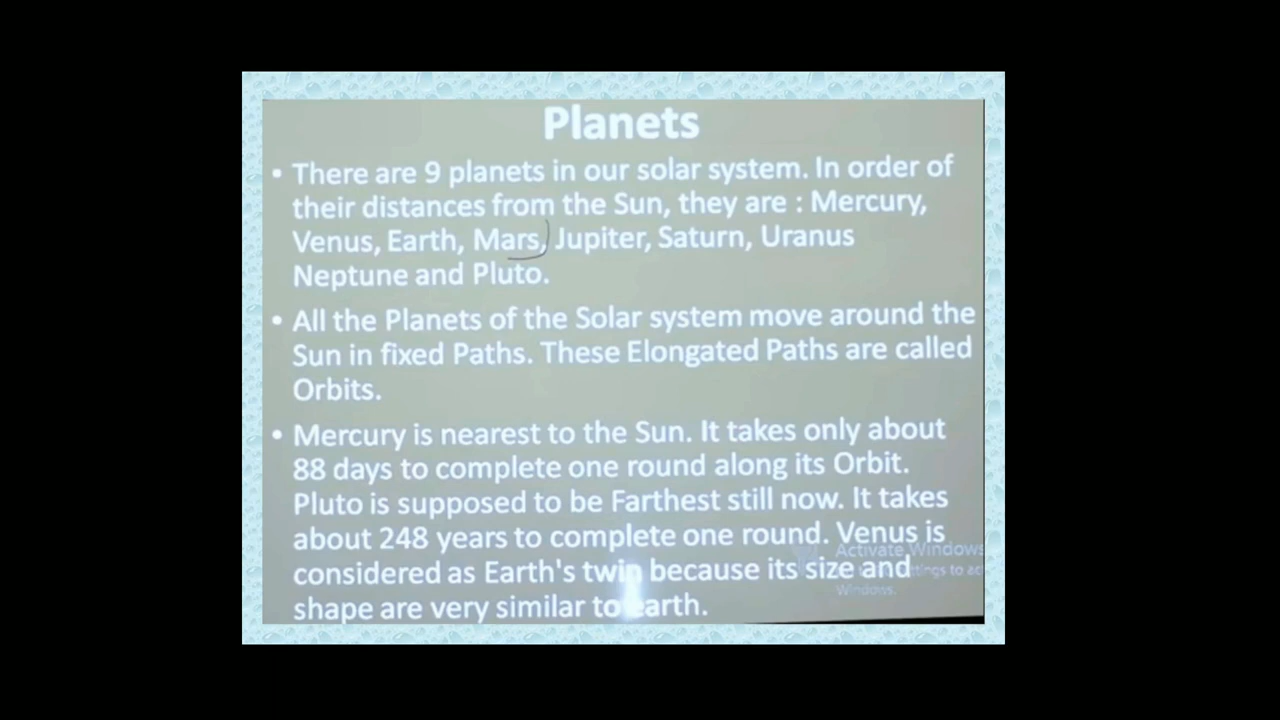 Planets
• There are 9 planets in our solar system. In order of
their distances from the Sun, they are : Mercury,
Venus, Earth, Mars, Jupiter, Saturn, Uranus
Neptune and Pluto.
• All the Planets of the Solar system move around the
Sun in fixed Paths. These Elongated Paths are called
Orbits.
• Mercury is nearest to the Sun. It takes only about
88 days to complete one round along its Orbit.
Pluto is supposed to be Farthest still now. It takes
about 248 years to complete one round. Venus is
Activate Windows
considered as Earth's twin because its size and
to
Windows.
shape are very similar to earth.